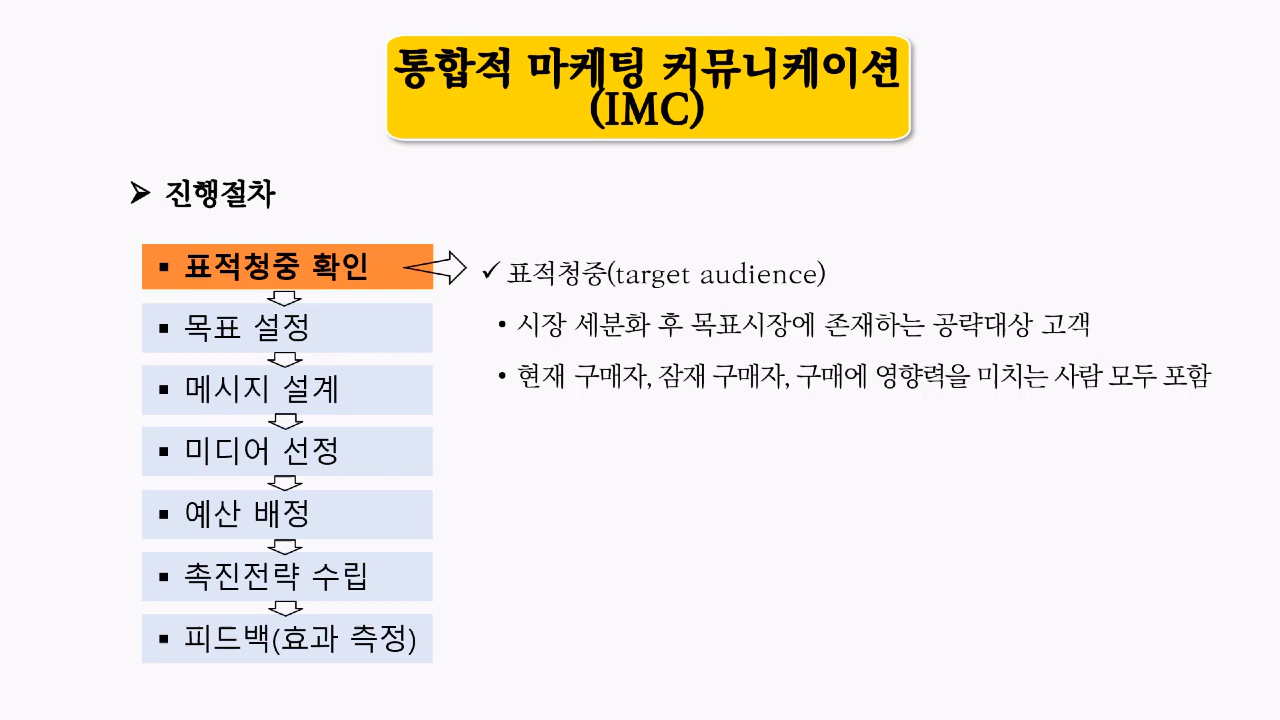 통합적 마케팅 커뮤니케이션
(IMC)
➢ 진행절차
▪ 표적청중 확인
▪ 목표 설정
▪ 메시지 설계
▪ 미디어 선정
▪ 예산 배정
▪ 촉진전략 수립
▪ 피드백(효과 측정)
✓ 표적청중(target audience)
• 시장 세분화 후 목표시장에 존재하는 공략대상 고객
• 현재 구매자, 잠재 구매자, 구매에 영향력을 미치는 사람 모두 포함